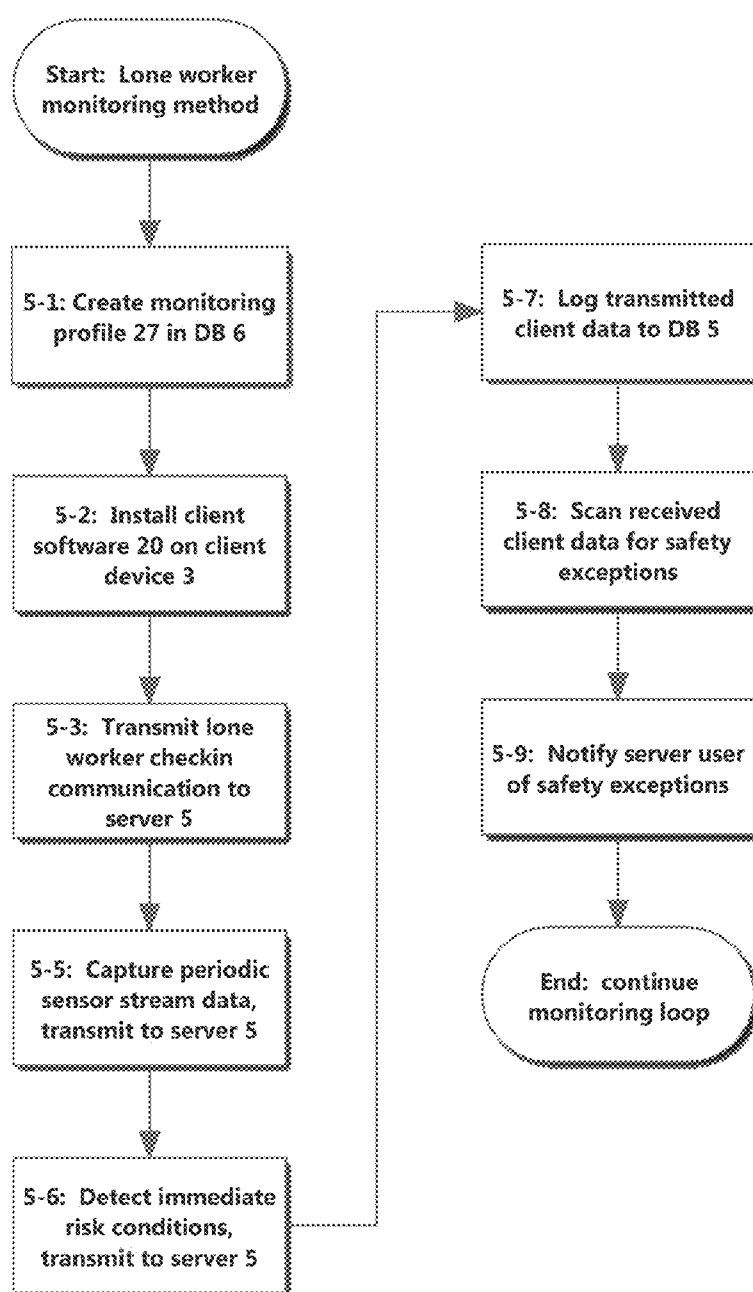 Start: Lone worker
monitoring method
5-1: Create monitoring
profile 27 in DB 6
5-2: Install client
software 20 on client
device 3
5-3: Transmit lone
worker checkin
communication to
server 5
5-5: Capture periodic
sensor stream data,
transmit to server 5
5-6: Detect immediate
risk conditions,
transmit to server 5
5-7: Log transmitted
client data to DB 5
5-8: Scan received
client data for safety
exceptions
5-9: Notify server user
of safety exceptions
End: continue
monitoring loop